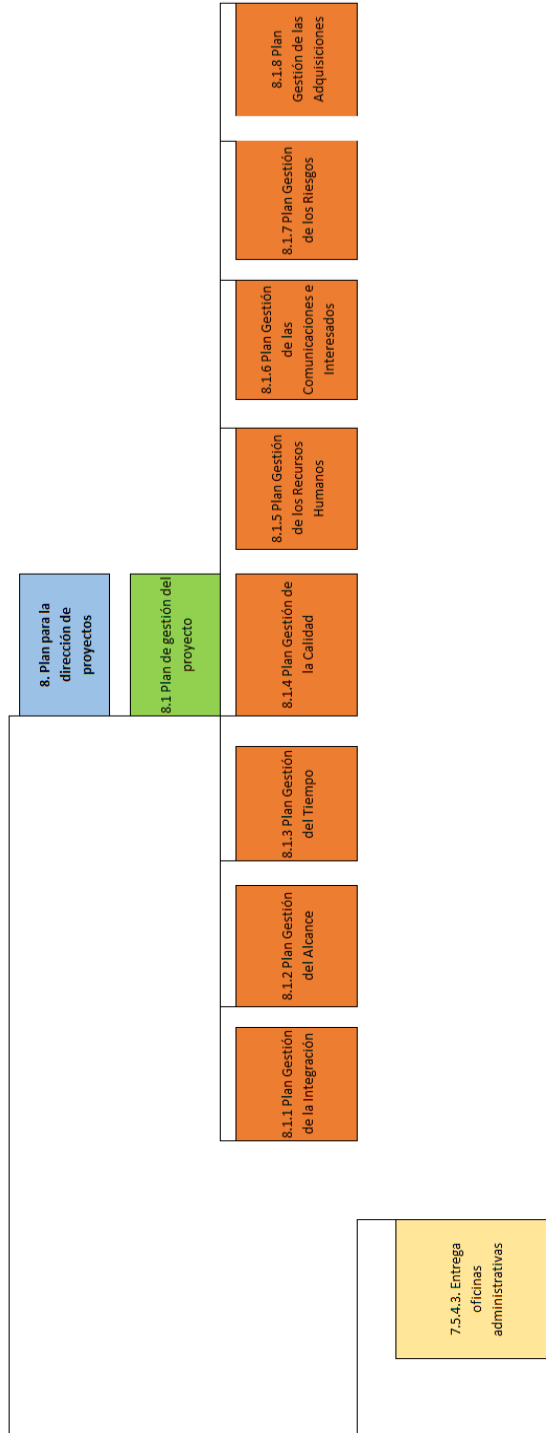 8. Plan para la
dirección de
proyectos
8.1 Plan de gestión del
proyecto
8.1.1 Plan Gestión
de la Integración
8.1.2 Plan Gestión
del Alcance
8.1.3 Plan Gestión
del Tiempo
8.1.4 Plan Gestión de
la Calidad
8.1.5 Plan Gestión
de los Recursos
Humanos
8.1.6 Plan Gestión
de las
Comunicaciones e
Interesados
8.1.7 Plan Gestión
de los Riesgos
8.1.8 Plan
Gestión de las
Adquisiciones
7.5.4.3. Entrega
oficinas
administrativas